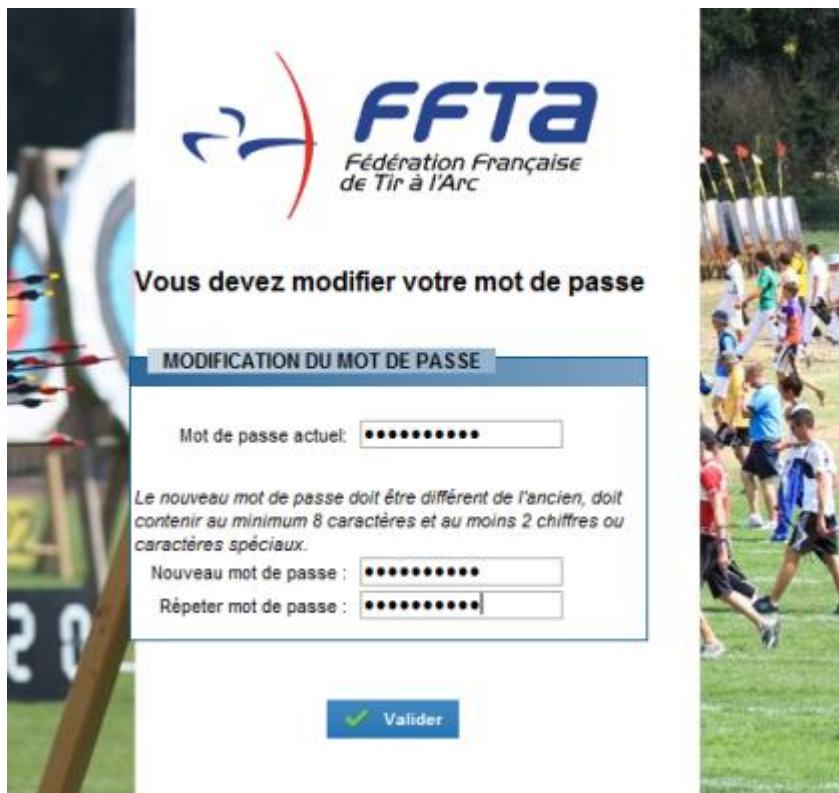 FFTa
Fédération Française
de Tir à l'Arc
Vous devez modifier votre mot de passe
MODIFICATION DU MOT DE PASSE
Mot de passe actuel: ●●●●●●●●●●
Le nouveau mot de passe doit être différent de l'ancien, doit
contenir au minimum 8 caractères et au moins 2 chiffres ou
caractères spéciaux.
Nouveau mot de passe : ●●●●●●●●●●
Rèpeter mot de passe : ●●●●●●●●●●
20
Valider